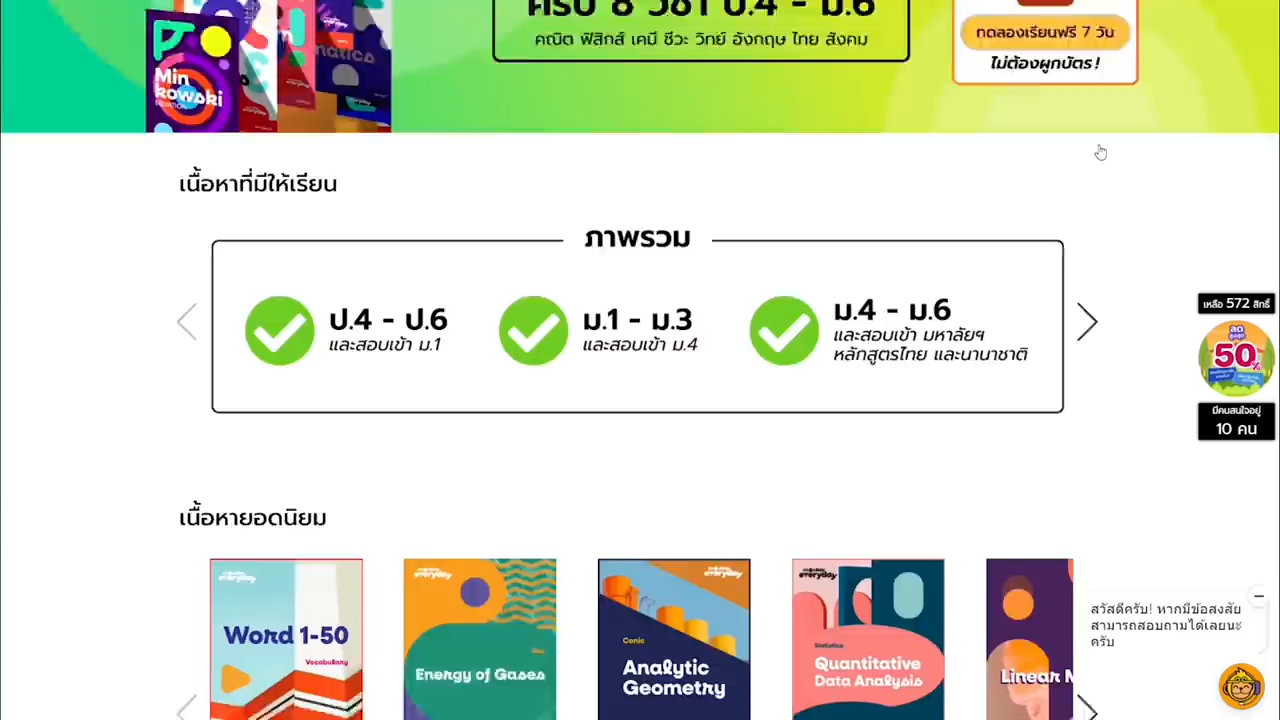 ครบ 8 วิชา ป.4 - ม.6
คณิต ฟิสิกส์ เคมี ชีวะ วิทย์ อังกฤษ ไทย สังคม
ทดลองเรียนฟรี 7 วัน
ไม่ต้องผูกบัตร!
Min
kowski
matics
เนื้อหาที่มีให้เรียน
ภาพรวม
ป.4 - ป.6
และสอบเข้า ม.1
ม.1 - ม.3
และสอบเข้า ม.4
ม.4 - ม.6
และสอบเข้า มหาลัยฯ
หลักสูตรไทย และนานาชาติ
เหลือ 572 สิทธิ์
ลด
สูงสุด
50%
มีคนสนใจอยู่
10 คน
เนื้อหายอดนิยม
everyday
Word 1-50
Vocabulary
everyday
Energy of Gases
everyday
Conic
Analytic
Geometry
everyday
Statistics
Quantitative
Data Analysis
Linear M
สวัสดีครับ! หากมีข้อสงสัย
สามารถสอบถามได้เลยนะ
ครับ